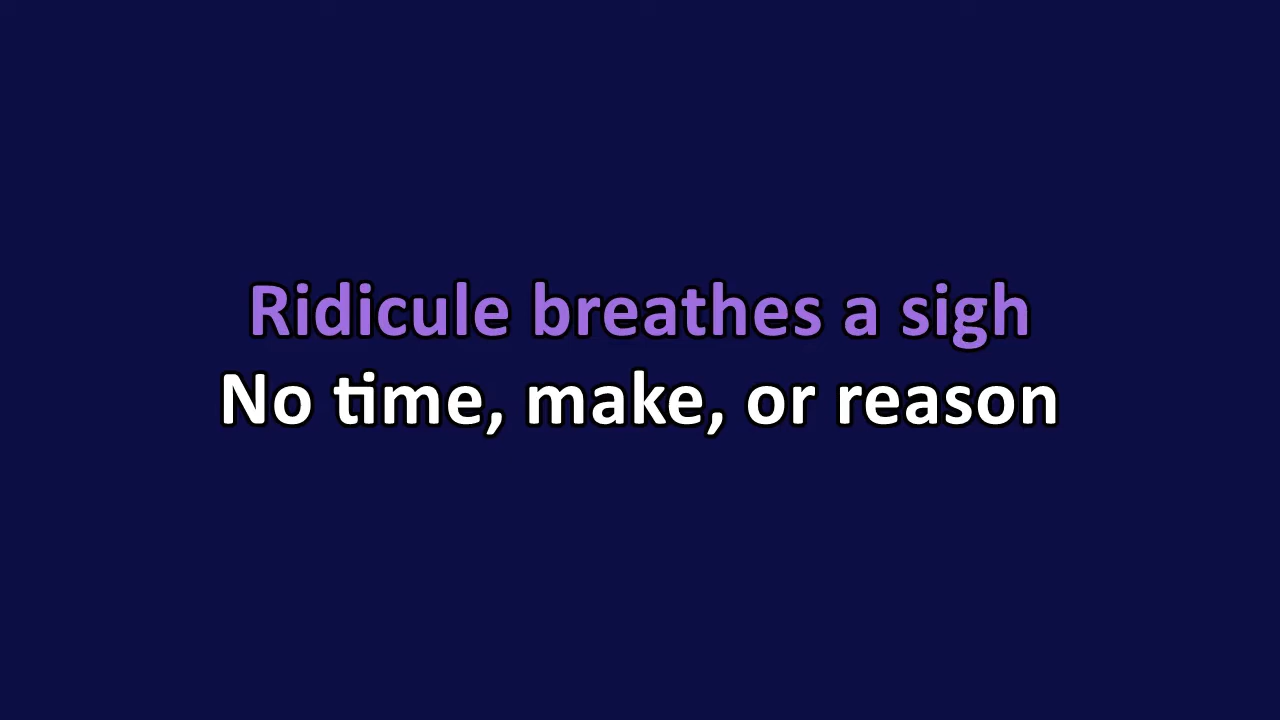 Ridicule breathes a sigh
No time, make, or reason